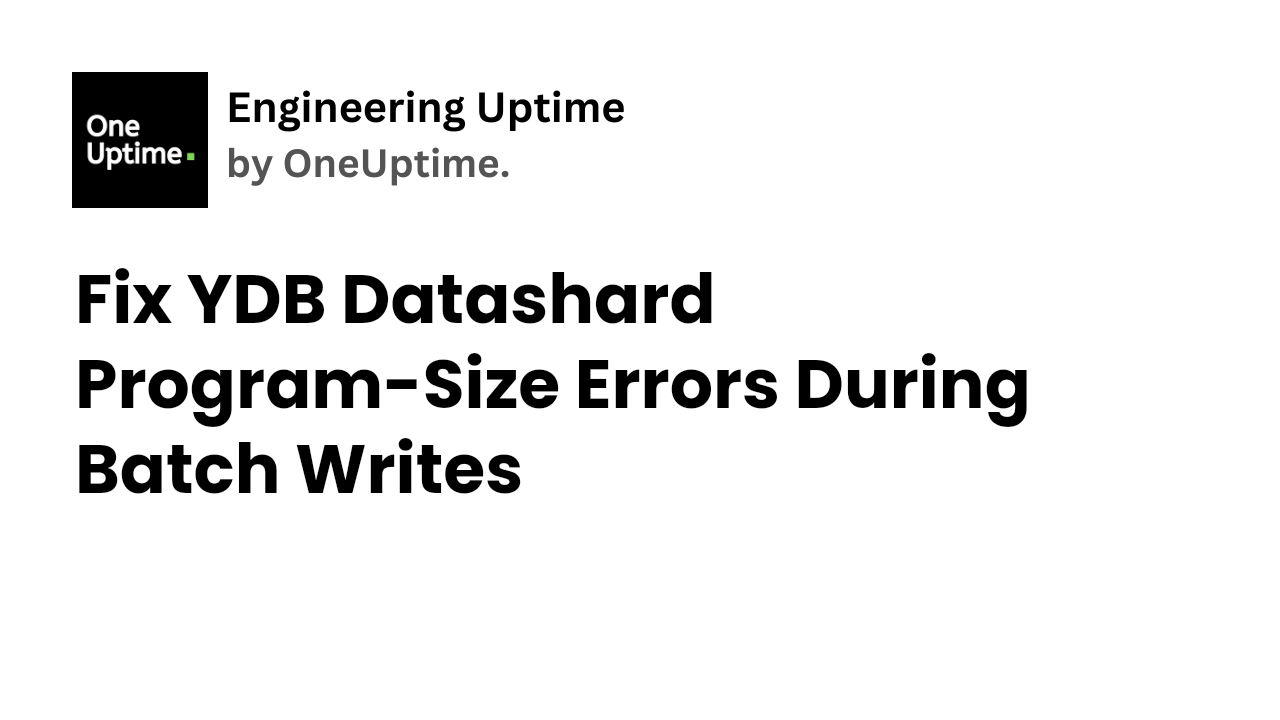 One
Uptime
Engineering Uptime
by OneUptime.
Fix YDB Datashard
Program-Size Errors During
Batch Writes